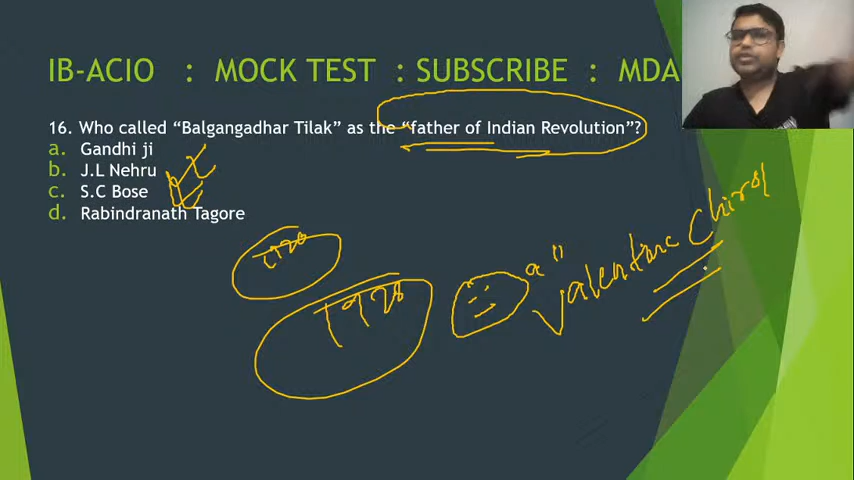 IB-ACIO : MOCK TEST : SUBSCRIBE : MDA
16. Who called “Balgangadhar Tilak” as the “father of Indian Revolution”?
a. Gandhi ji
b. J.L Nehru
c. S.C Bose
d. Rabindranath Tagore
Valentine Chirol